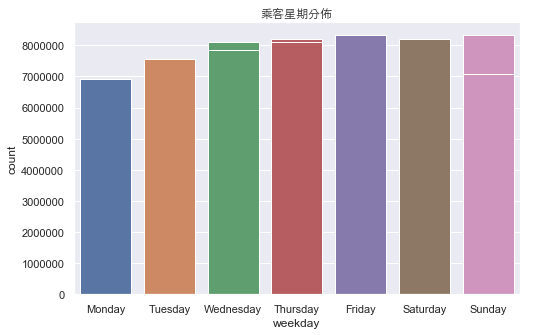 乘客星期分佈
8000000
7000000
6000000
5000000
4000000
3000000
2000000
1000000
0
count
Monday Tuesday Wednesday Thursday Friday Saturday Sunday
weekday